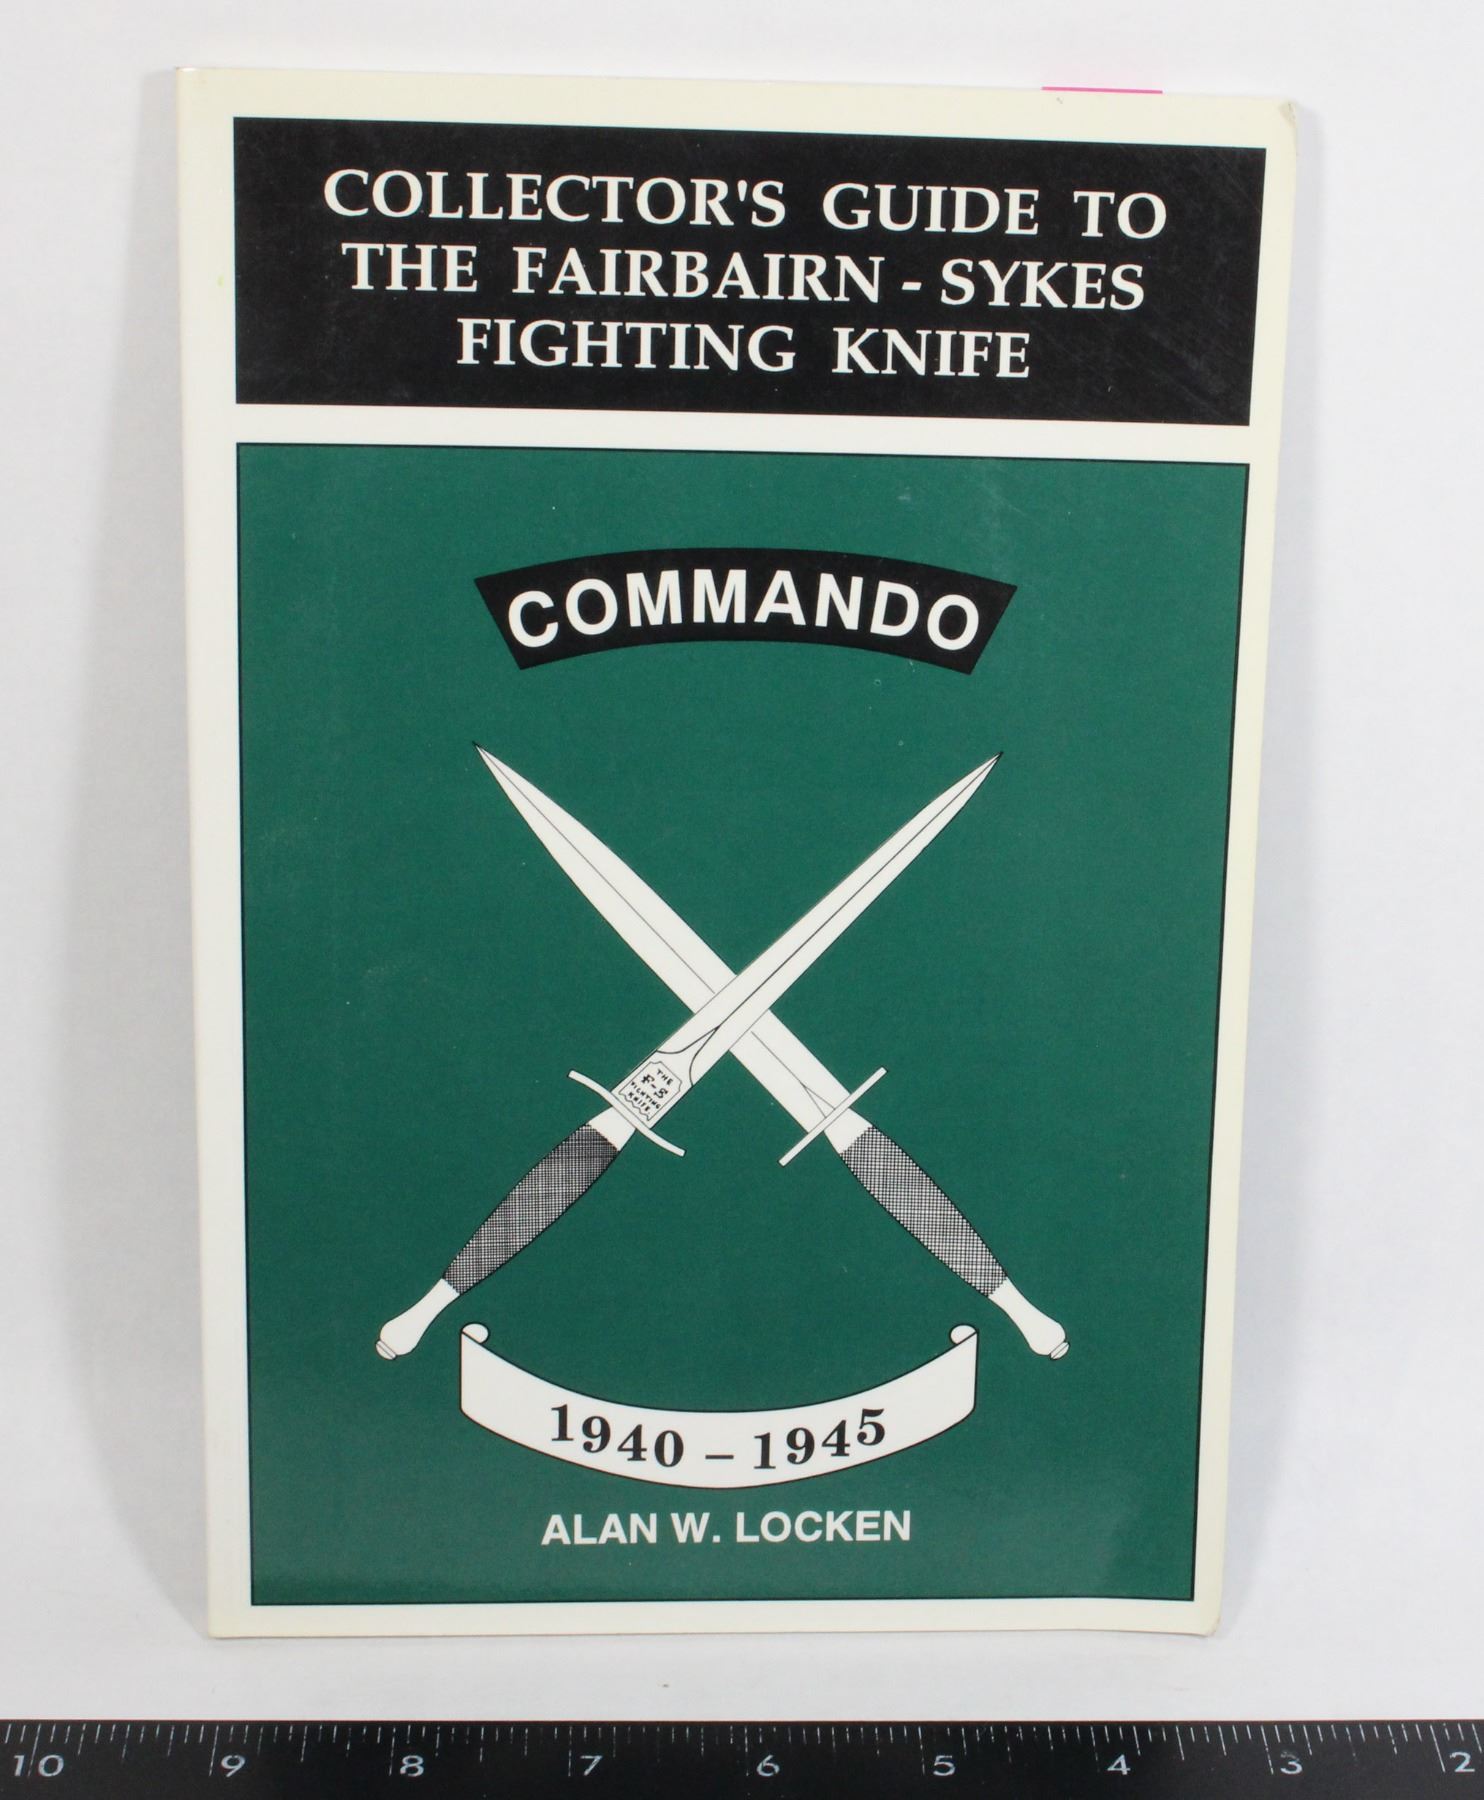 COLLECTOR'S GUIDE TO
THE FAIRBAIRN - SYKES
FIGHTING KNIFE
COMMANDO
THE
F-S
FIGHTING
KNIFE
1940 – 1945
ALAN W. LOCKEN
10 9 8 7 6 5 4 3 2